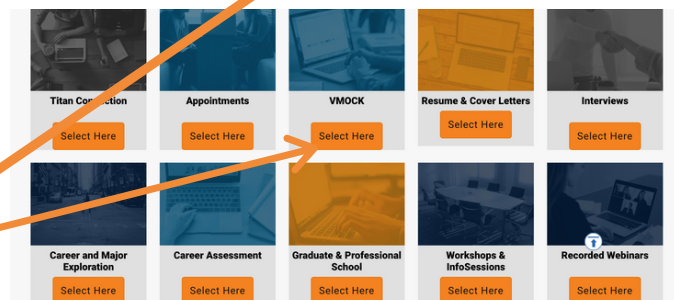 Titan Connection
Select Here
Appointments
Select Here
VMOCK
Select Here
Resume & Cover Letters
Select Here
Interviews
Select Here
Career and Major
Exploration
Select Here
Career Assessment
Select Here
Graduate & Professional
School
Select Here
Workshops &
InfoSessions
Select Here
Recorded Webinars
Select Here